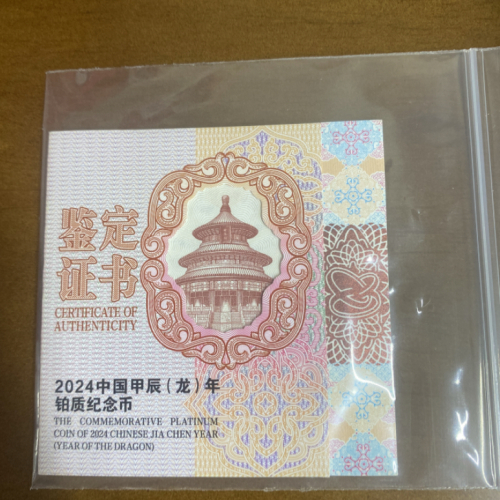 鉴定
证书
CERTIFICATE OF
AUTHENTICITY
2024中国甲辰(龙)年
铂质纪念币
THE COMMEMORATIVE PLATINUM
COIN OF 2024 CHINESE JIA CHEN YEAR
(YEAR OF THE DRAGON)